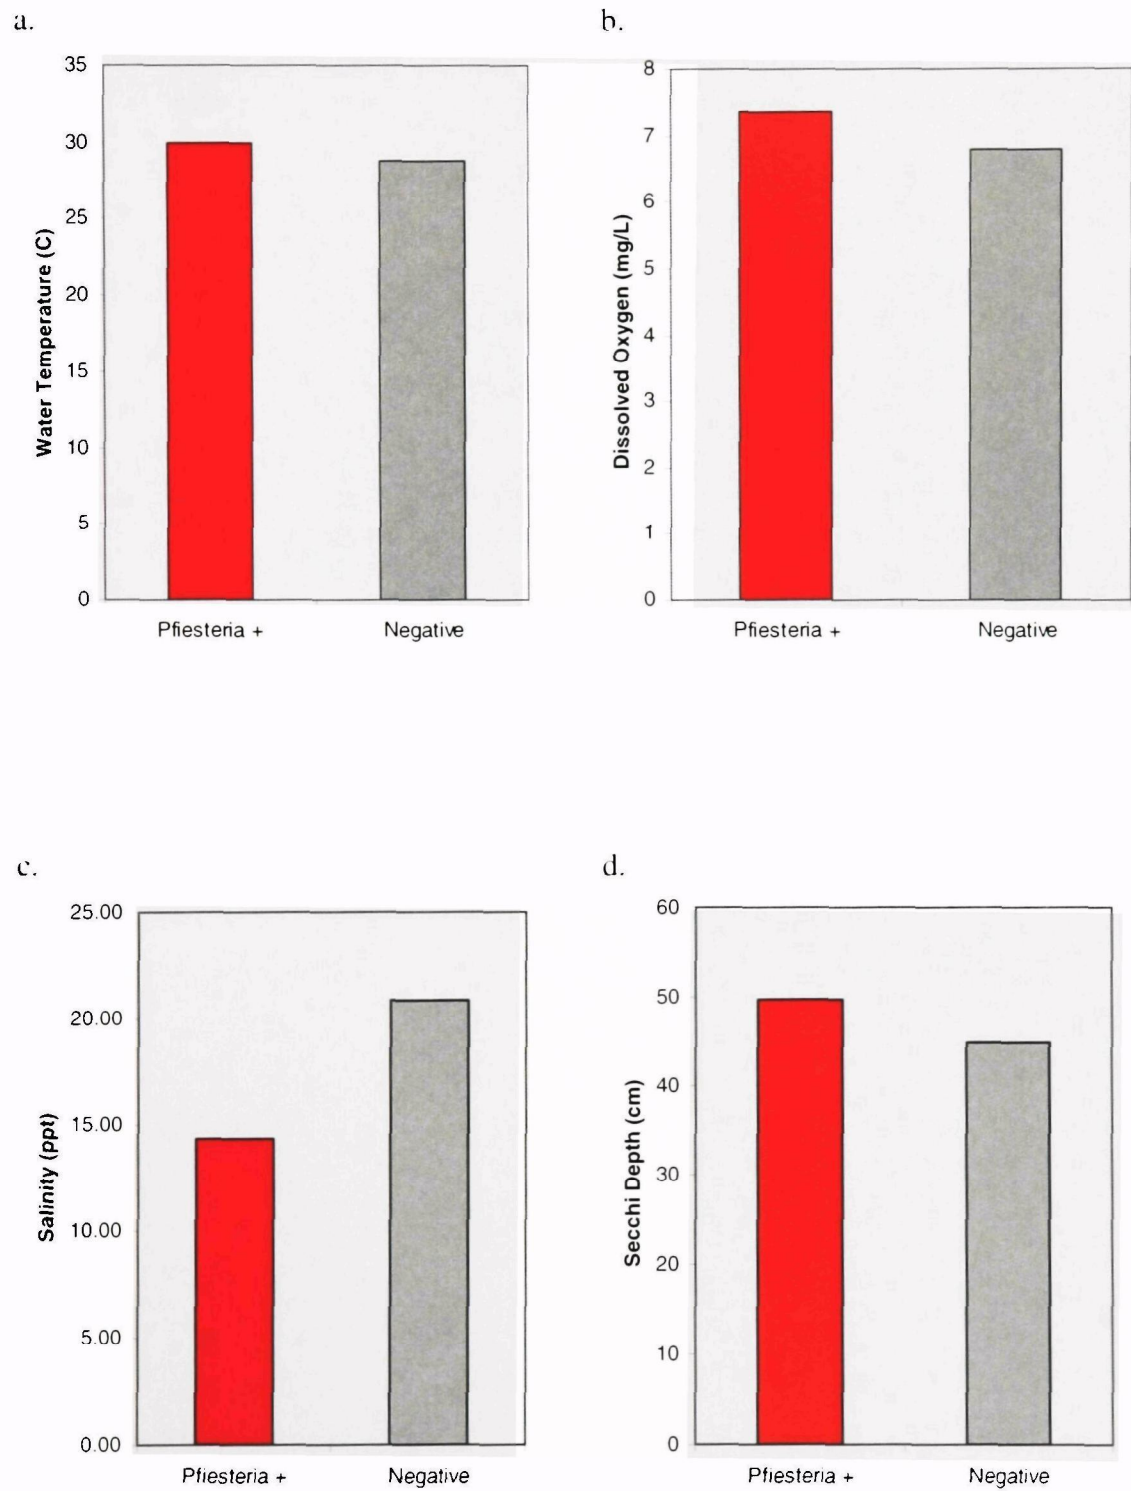 a.
35
30
25
20
15
10
5
0
Water Temperature (C)
Pfiesteria +
Negative
b.
8
7
6
5
4
3
2
1
0
Dissolved Oxygen (mg/L)
Pfiesteria +
Negative
c.
25.00
20.00
15.00
10.00
5.00
0.00
Salinity (ppt)
Pfiesteria +
Negative
d.
60
50
40
30
20
10
0
Secchi Depth (cm)
Pfiesteria +
Negative